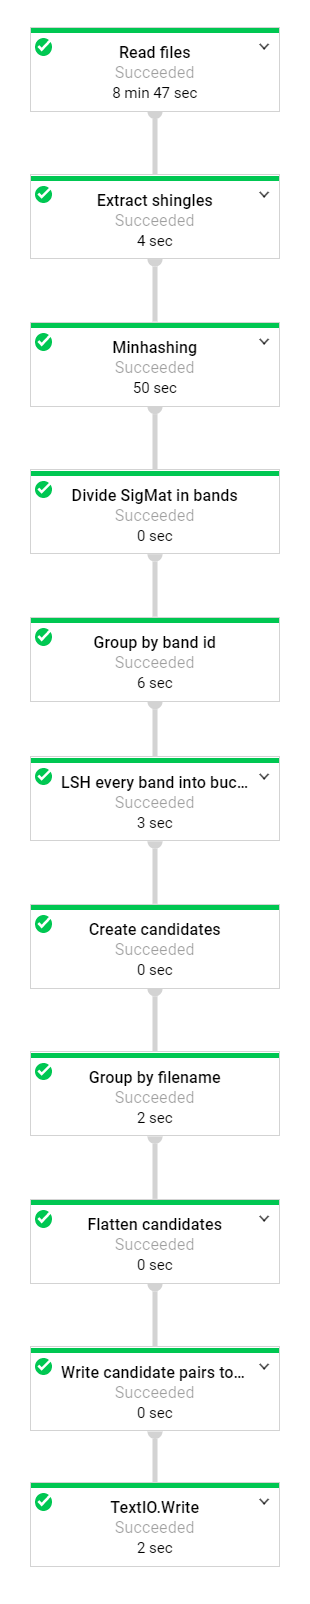 Read files
Succeeded
8 min 47 sec
Extract shingles
Succeeded
4 sec
Minhashing
Succeeded
50 sec
Divide SigMat in bands
Succeeded
0 sec
Group by band id
Succeeded
6 sec
LSH every band into buc...
Succeeded
3 sec
Create candidates
Succeeded
0 sec
Group by filename
Succeeded
2 sec
Flatten candidates
Succeeded
0 sec
Write candidate pairs to...
Succeeded
0 sec
TextIO.Write
Succeeded
2 sec